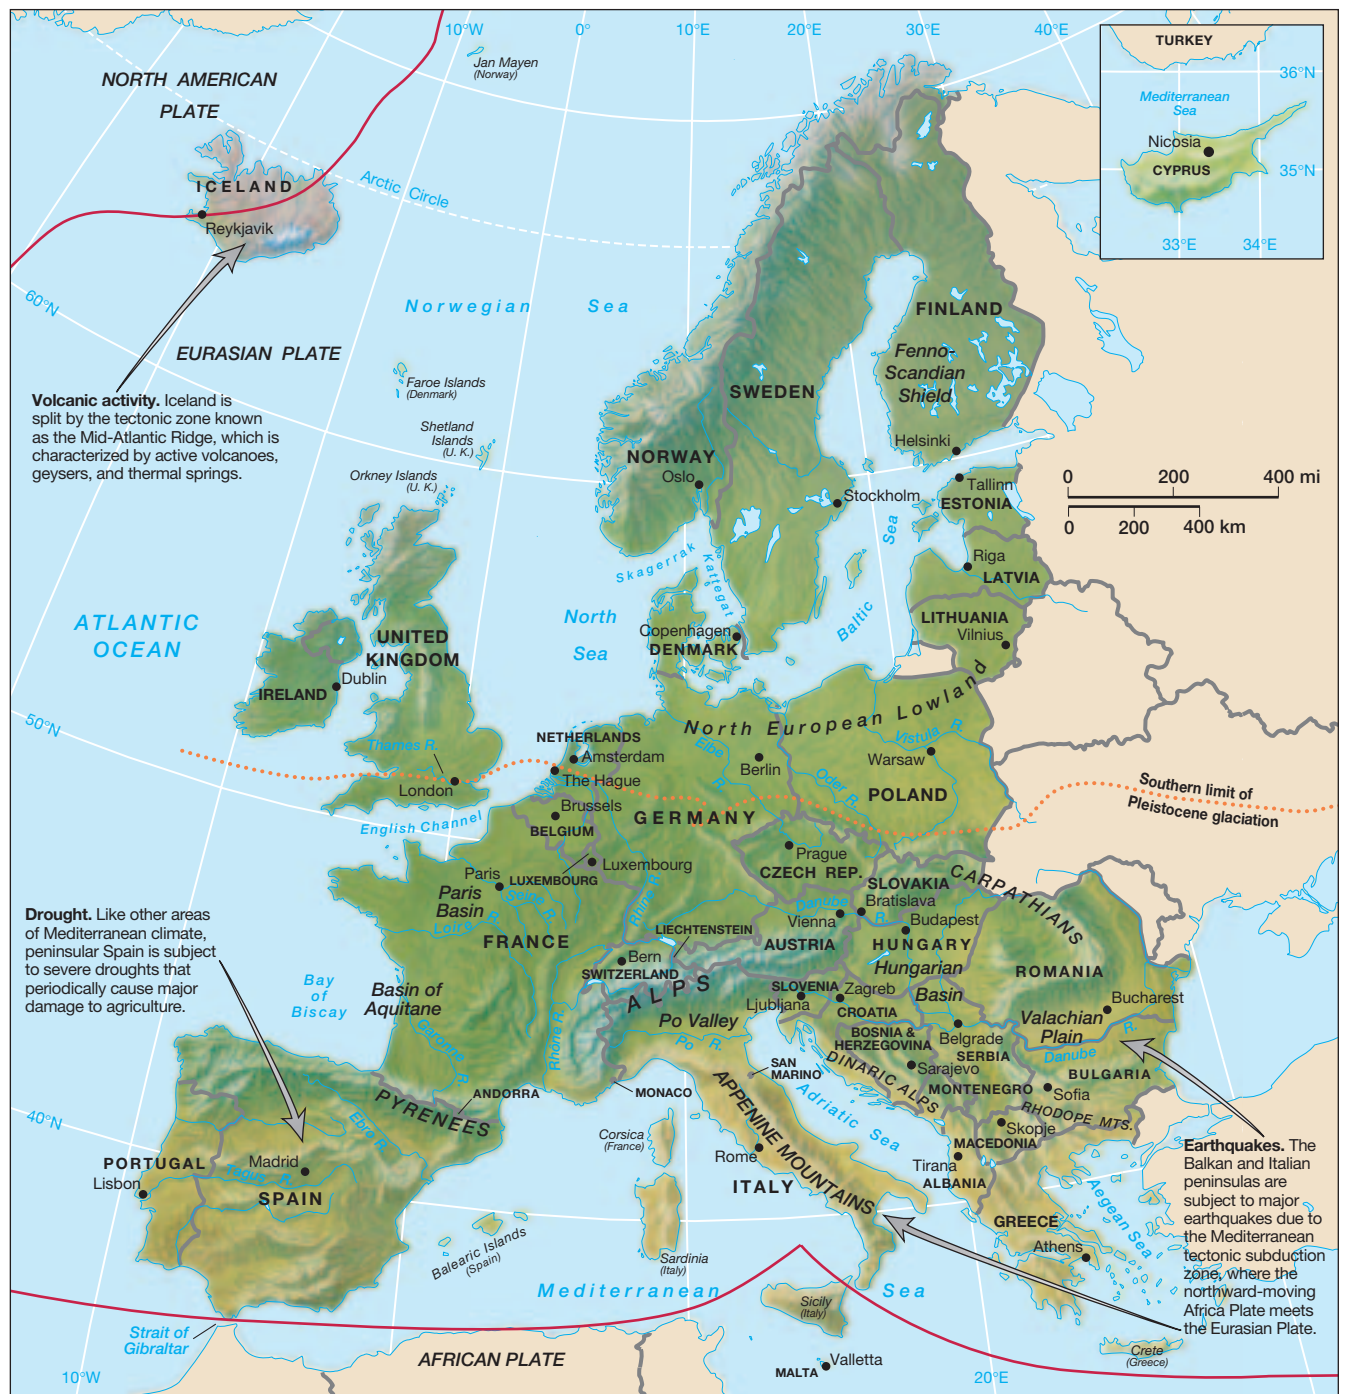 10°W
0°
10°E
20°E
30°E
40°E
TURKEY
36°N
Mediterranean
Sea
Nicosia
CYPRUS
35°N
33°E
34°E
Jan Mayen
(Norway)
NORTH AMERICAN
PLATE
Arctic Circle
ICELAND
Reykjavik
60°N
Norwegian Sea
EURASIAN PLATE
FINLAND
Fenno-
Scandian
Shield
SWEDEN
Faroe Islands
(Denmark)
Volcanic activity. Iceland is
split by the tectonic zone known
as the Mid-Atlantic Ridge, which is
characterized by active volcanoes,
geysers, and thermal springs.
Shetland
Islands
(U. K.)
Helsinki
NORWAY
Oslo
Orkney Islands
(U. K.)
0 200 400 mi
0 200 400 km
Stockholm
Tallinn
ESTONIA
Baltic Sea
Skagerrak
Kattegat
Riga
LATVIA
ATLANTIC
OCEAN
North
Sea
UNITED
KINGDOM
LITHUANIA
Vilnius
Copenhagen
DENMARK
Dublin
IRELAND
50°N
North European Lowland
NETHERLANDS
Amsterdam
The Hague
Thames R.
London
English Channel
Elbe
R.
Berlin
Oder R.
Vistula R.
Warsaw
POLAND
Southern limit of
Pleistocene glaciation
Brussels
BELGIUM
GERMANY
Prague
CZECH REP.
Paris
Paris
Basin
LUXEMBOURG
Luxembourg
Seine R.
Loire R.
Rhine R.
FRANCE
SLOVAKIA
Bratislava
CARPATHIANS
Danube
R.
Vienna
Budapest
LIECHTENSTEIN
AUSTRIA
HUNGARY
Hungarian
Basin
Drought. Like other areas
of Mediterranean climate,
peninsular Spain is subject
to severe droughts that
periodically cause major
damage to agriculture.
Bern
SWITZERLAND
ALPS
ROMANIA
Bay
of
Biscay
Basin of
Aquitane
SLOVENIA
Ljubljana
Zagreb
CROATIA
Bucharest
Valachian
Plain
Po Valley
Po R.
Garonne
R.
Rhône R.
BOSNIA &
HERZEGOVINA
Belgrade
SERBIA
Danube R.
BULGARIA
SAN
MARINO
DINARIC ALPS
Sarajevo
MONTENEGRO
Sofia
ANDORRA
MONACO
PYRENEES
APPENINE MOUNTAINS
Adriatic Sea
RHODOPE MTS.
Skopje
MACEDONIA
40°N
Ebro R.
Corsica
(France)
Rome
ITALY
Tirana
ALBANIA
Earthquakes. The
Balkan and Italian
peninsulas are
subject to major
earthquakes due to
the Mediterranean
tectonic subduction
zone, where the
northward-moving
Africa Plate meets
the Eurasian Plate.
PORTUGAL
Lisbon
Madrid
Tagus R.
SPAIN
GREECE
Athens
Aegean Sea
Balearic Islands
(Spain)
Sardinia
(Italy)
Mediterranean Sea
Sicily
(Italy)
Strait of
Gibraltar
AFRICAN PLATE
MALTA
Valletta
Crete
(Greece)
10°W
20°E